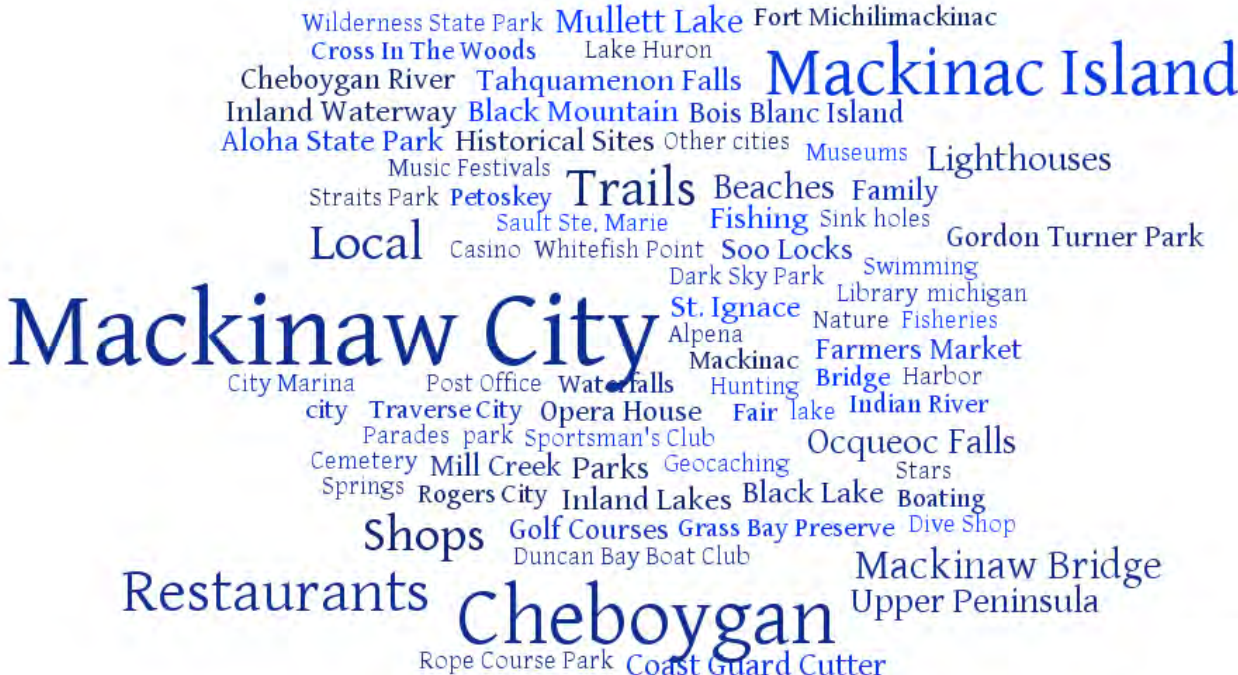 Wilderness State Park Mullett Lake Fort Michilimackinac
Cross In The Woods Lake Huron
Mackinac Island
Cheboygan River Tahquamenon Falls
Inland Waterway Black Mountain Bois Blanc Island
Aloha State Park Historical Sites Other cities
Museums Lighthouses
Music Festivals
Trails Beaches Family
Straits Park Petoskey
Sault Ste, Marie Fishing Sink holes
Local Casino Whitefish Point Soo Locks Gordon Turner Park
Dark Sky Park Swimming
Mackinaw City
St. Ignace Library michigan
Alpena Nature Fisheries
Mackinac Farmers Market
City Marina Post Office Waterfalls Hunting Bridge Harbor
city Traverse City Opera House Fair lake Indian River
Parades park Sportsman's Club Ocqueoc Falls
Cemetery Mill Creek Parks Geocaching Stars
Springs Rogers City Inland Lakes Black Lake Boating
Shops Golf Courses Grass Bay Preserve Dive Shop
Duncan Bay Boat Club Mackinaw Bridge
Restaurants Cheboygan Upper Peninsula
Rope Course Park Coast Guard Cutter